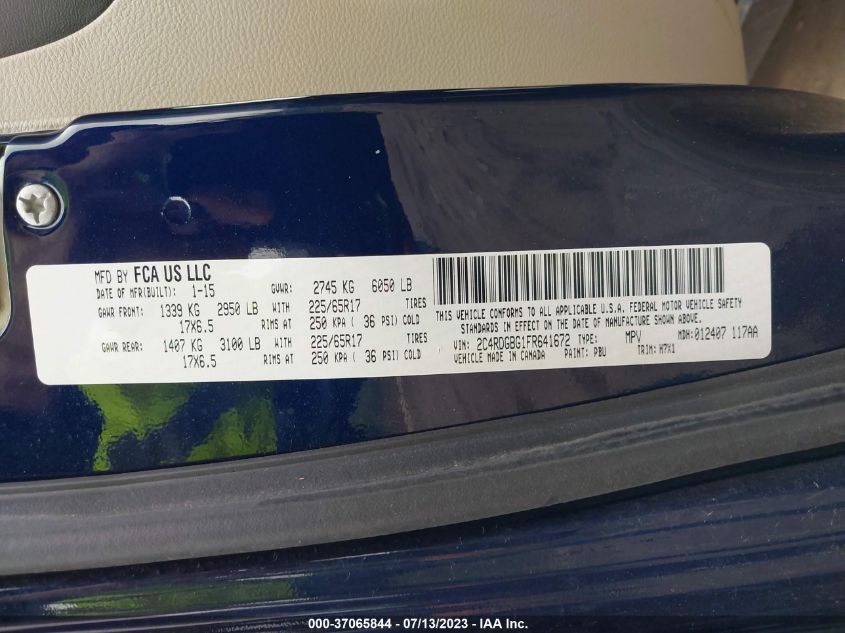 MFD BY FCA US LLC
DATE OF MFR(BUILT): 1-15 GVWR: 2745 KG 6050 LB
GAWR FRONT: 1339 KG 2950 LB WITH 225/65R17 TIRES
17X6.5 RIMS AT 250 KPA ( 36 PSI) COLD
GAWR REAR: 1407 KG 3100 LB WITH 225/65R17 TIRES
17X6.5 RIMS AT 250 KPA ( 36 PSI) COLD
THIS VEHICLE CONFORMS TO ALL APPLICABLE U.S.A. FEDERAL MOTOR VEHICLE SAFETY
STANDARDS IN EFFECT ON THE DATE OF MANUFACTURE SHOWN ABOVE.
VIN: 2C4RDGBG1FR641672 TYPE: MPV MDH:012407 117AA
VEHICLE MADE IN CANADA PAINT: PBU TRIM: H7X1
000-37065844 - 07/13/2023 - IAA Inc.